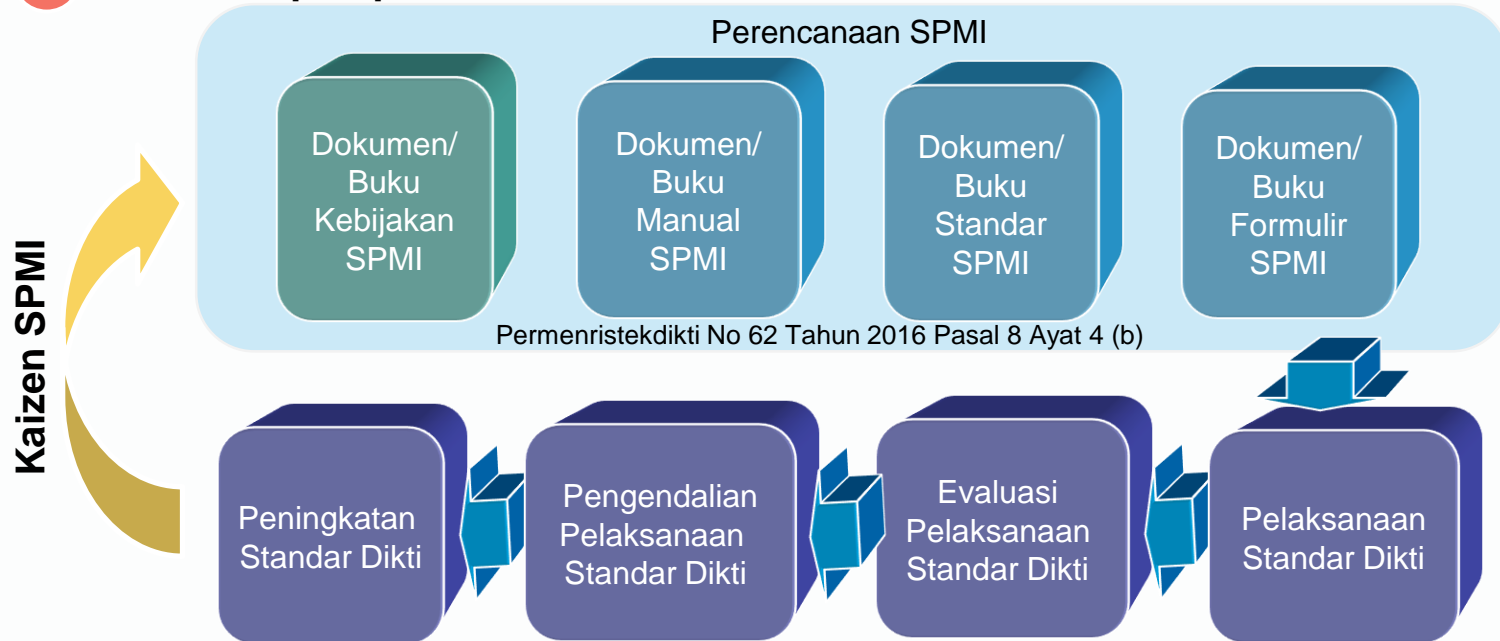 Perencanaan SPMI
Dokumen/
Buku
Kebijakan
SPMI
Dokumen/
Buku
Manual
SPMI
Dokumen/
Buku
Standar
SPMI
Dokumen/
Buku
Formulir
SPMI
Permenristekdikti No 62 Tahun 2016 Pasal 8 Ayat 4 (b)
Kaizen SPMI
Peningkatan
Standar Dikti
Pengendalian
Pelaksanaan
Standar Dikti
Evaluasi
Pelaksanaan
Standar Dikti
Pelaksanaan
Standar Dikti